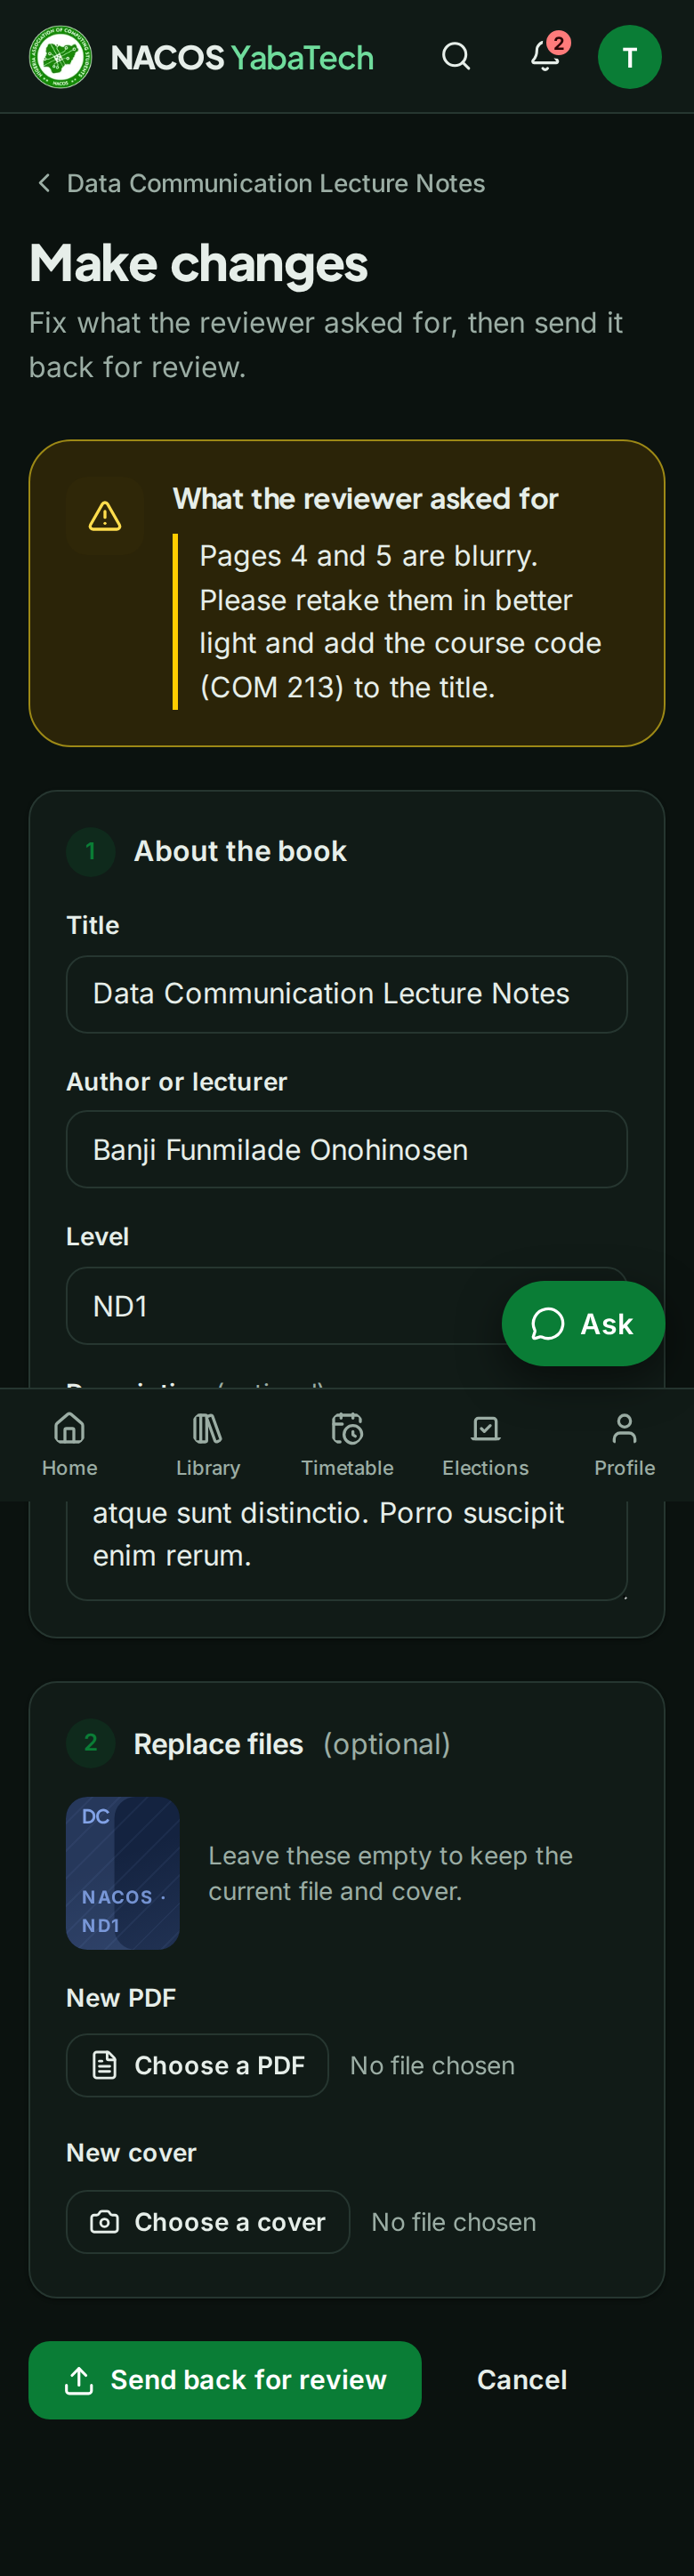 NACOS YabaTech
2
T
Data Communication Lecture Notes
Make changes
Fix what the reviewer asked for, then send it
back for review.
What the reviewer asked for
Pages 4 and 5 are blurry.
Please retake them in better
light and add the course code
(COM 213) to the title.
1
About the book
Title
Data Communication Lecture Notes
Author or lecturer
Banji Funmilade Onohinosen
Level
ND1
Ask
Home
Library
Timetable
Elections
Profile
atque sunt distinctio. Porro suscipit
enim rerum.
2
Replace files (optional)
DC
NACOS ·
ND1
Leave these empty to keep the
current file and cover.
New PDF
Choose a PDF
No file chosen
New cover
Choose a cover
No file chosen
Send back for review
Cancel